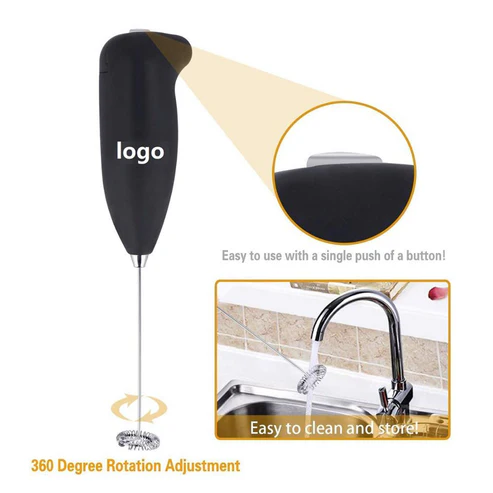 logo
Easy to use with a single push of a button!
Easy to clean and store!
360 Degree Rotation Adjustment